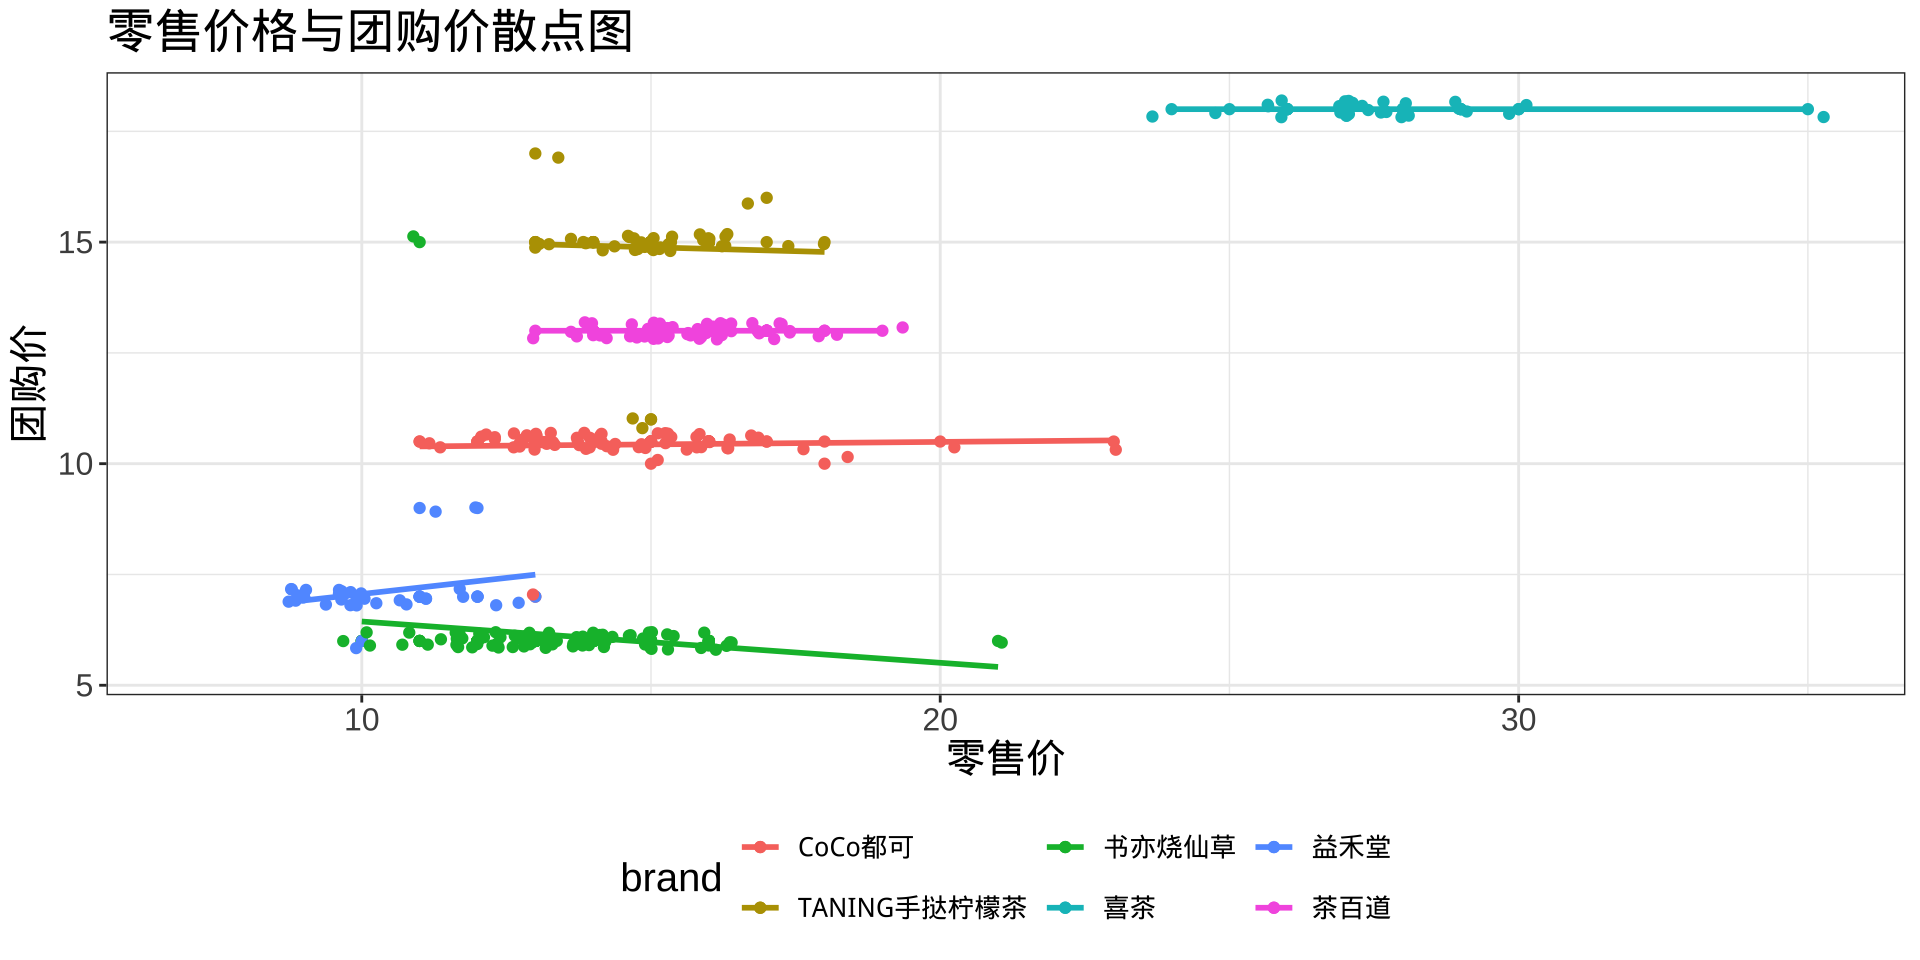 零售价格与团购价散点图
团购价
15
10
5
10 20 30
零售价
brand
CoCo都可 书亦烧仙草 益禾堂
TANING手挞柠檬茶 喜茶 茶百道